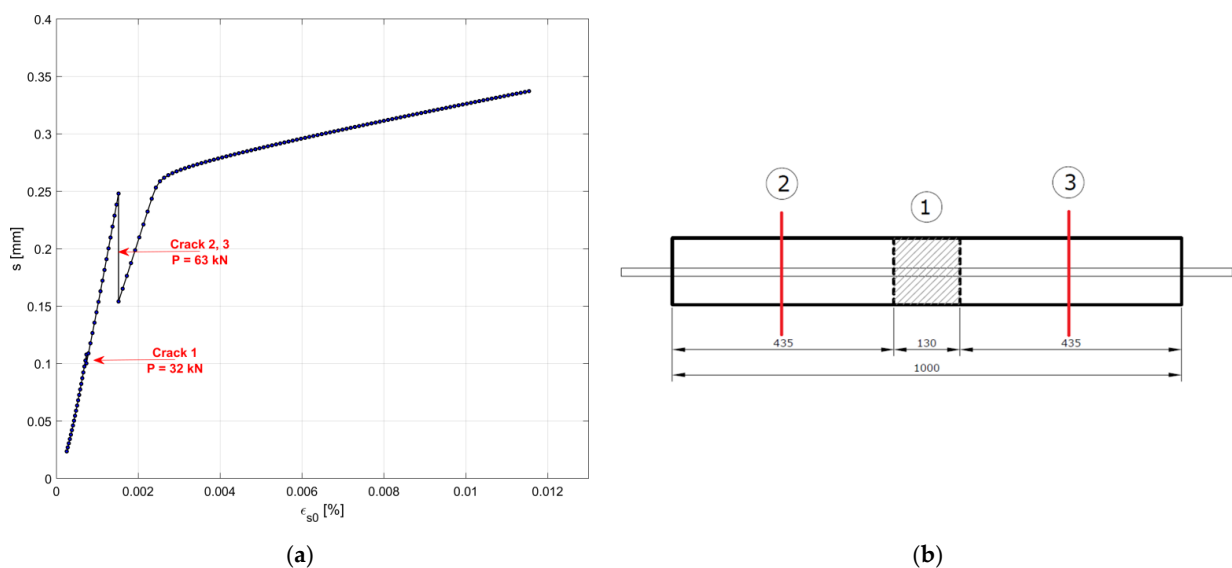 0.4
0.35
0.3
0.25
0.2
0.15
0.1
0.05
0
s [mm]
Crack 2, 3
P = 63 kN
Crack 1
P = 32 kN
0 0.002 0.004 0.006 0.008 0.01 0.012
ϵs0 [%]
(a)
2 1 3
435 130 435
1000
(b)